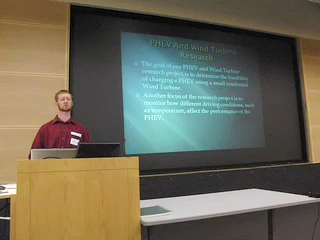 PHEV And Wind Turbine
Research
The goal of our PHEV and Wind Turbine
research project is to determine the feasibility
of charging a PHEV using a small residential
Wind Turbine.
Another focus of the research project is to
monitor how different driving conditions, such
as temperature, affect the performance of the
PHEV.